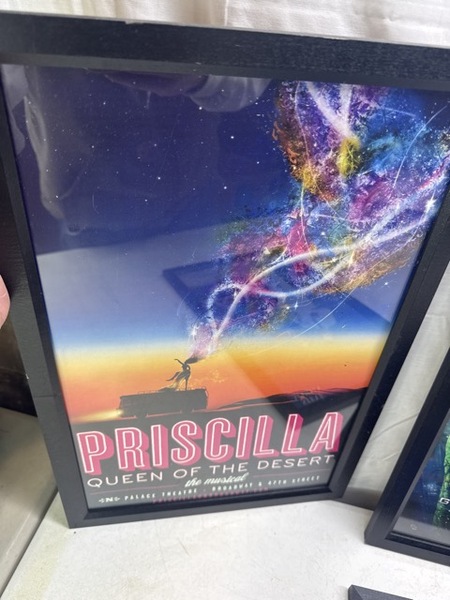 PRISCILLA
QUEEN OF THE DESERT
the musical
PALACE THEATRE BROADWAY & 47TH STREET